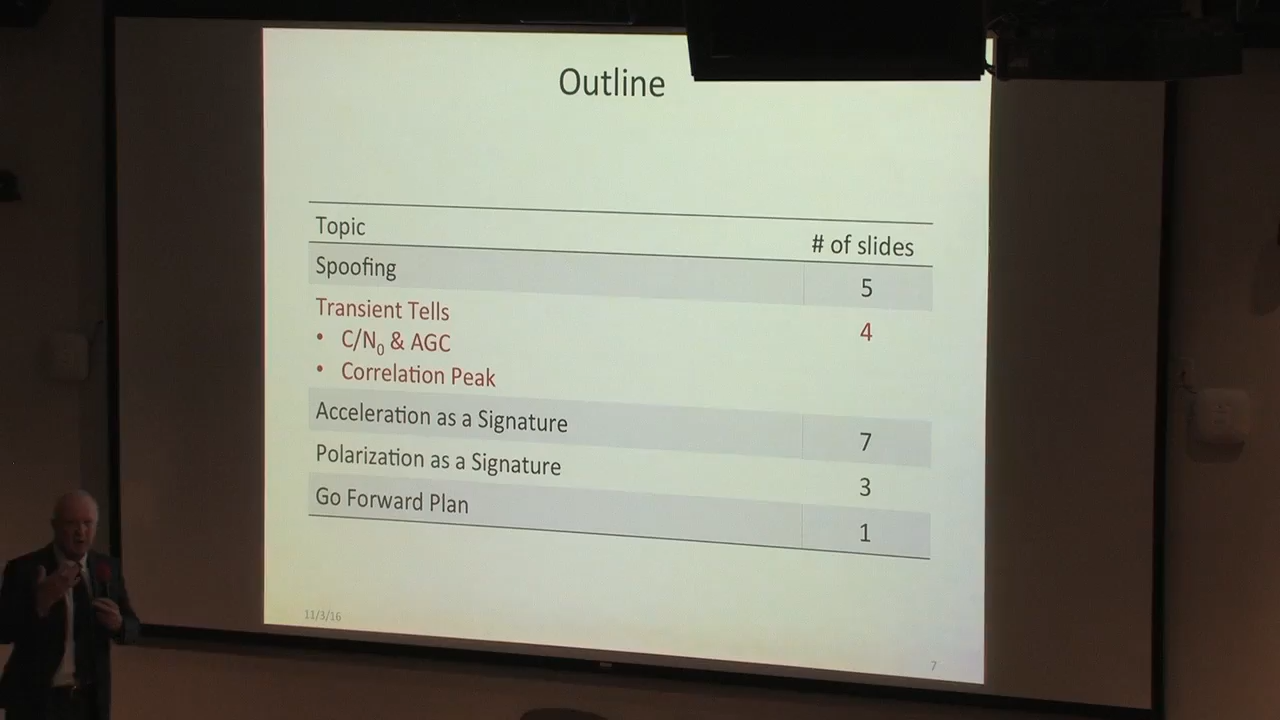 Outline
Topic # of slides
Spoofing 5
Transient Tells 4
• C/N0 & AGC
• Correlation Peak
Acceleration as a Signature 7
Polarization as a Signature 3
Go Forward Plan 1
11/3/16 7